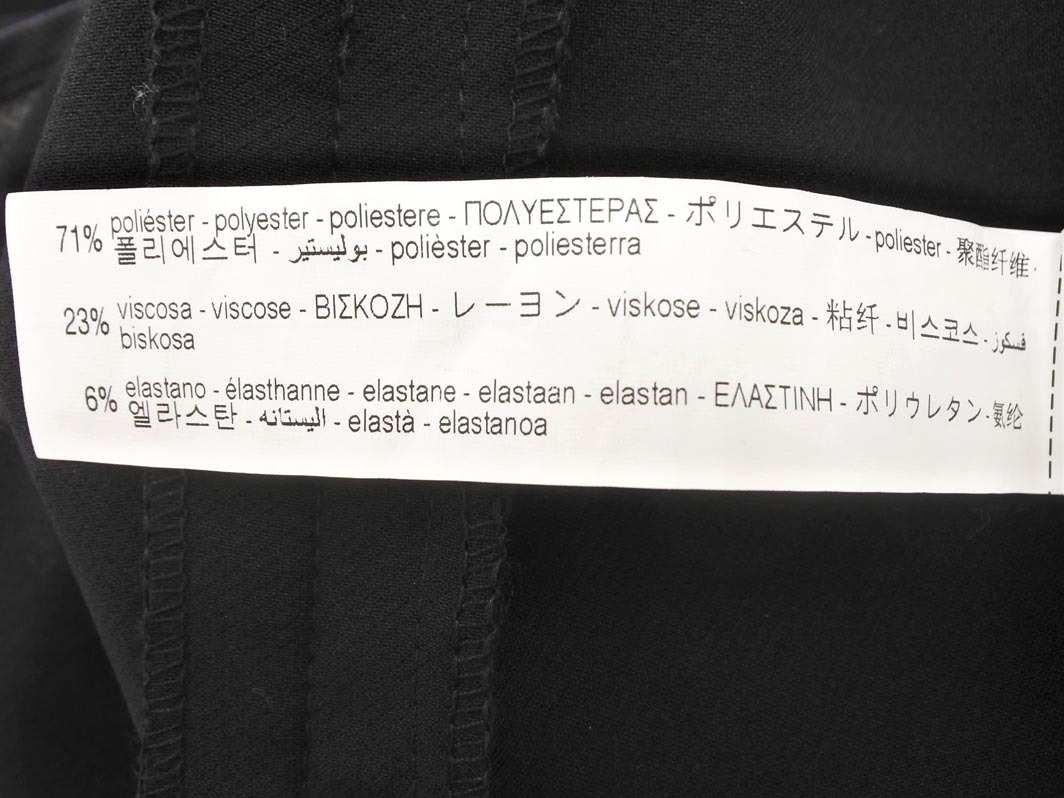 71% poliéster - polyester - poliestere - ΠΟΛΥΕΣΤΕΡΑΣ - ポリエステル - poliester - 聚酯纤维 -
폴리에스터 - بوليستير - polièster - poliesterra
23% viscosa - viscose - ΒΙΣΚΟΖΗ - レーヨン - viskose - viskoza - 粘纤 - 비스코스 - فسكوز
biskosa
6% elastano - élasthanne - elastane - elastaan - elastan - ΕΛΑΣΤΙΝΗ - ポリウレタン - 氨纶
엘라스탄 - اليستانه - elastà - elastanoa